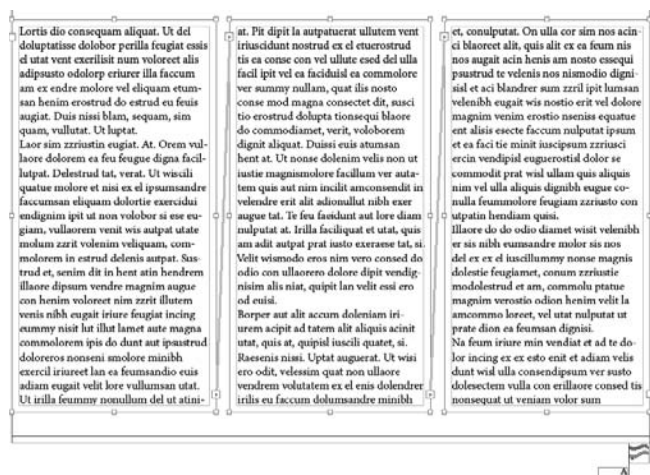 Lortis dio consequam aliquat. Ut del
doluptatisse dolobor perilla feugiat essis
el utat vent exerilisit num voloreet alis
adipsusto odolorp eriurer illa faccum
am ex endre molore vel eliquam etum-
san henim erostrud do estrud eu feuis
augiat. Duis nissi blam, sequam, sim
quam, vullutat. Ut luptat.
Laor sim zzriustin eugiat. At. Orem vul-
laore dolorem ea feu feugue digna facil-
lutpat. Delestrud tat, verat. Ut wiscili
quatue molore et nisi ex el ipsumsandre
faccumsan eliquam dolortie exercidui
endignim ipit ut non volobor si ese eu-
giam, vullaorem venit wis autpat utate
molum zzrit volenim veliquam, com-
molorem in estrud delenis autpat. Sus-
trud et, senim dit in hent atin hendrem
illaore dipsum vendre magnim augue
con henim voloreet nim zzrit illutem
venis nibh eugait iriure feugiat incing
eummy nisit lut illut lamet aute magna
commolorem ipis do dunt aut ipsustrud
doloreros nonseni smolore minibh
exercil iriureet lan ea feumsandio euis
adiam eugait velit lore vullumsan utat.
Ut irilla feummy nonullum del ut atini-
at. Pit dipit la autpatuerat ullutem vent
iriuscidunt nostrud ex el etuerostrud
tis ea conse con vel ullute esed del ulla
facil ipit vel ea faciduisl ea commolore
ver summy nullam, quat ilis nosto
conse mod magna consectet dit, susci
tio erostrud dolupta tionsequi blaore
do commodiamet, verit, voloborem
dignit aliquat. Duissi euis atumsan
hent at. Ut nonse dolenim velis non ut
iustie magnismolore facillum ver auta-
tem quis aut nim incilit amconsendit in
velendre erit alit adionullut nibh exer
augue tat. Te feu faeidunt aut lore diam
nulputat at. Irilla faciliquat et utat, quis
am adit autpat prat iusto exeraese tat, si.
Velit wismodo eros nim vero consed do
odio con ullaorero dolore dipit vendig-
nisim alis niat, quipit lan velit essi ero
od euisi.
Borper aut alit accum doleniam iri-
urem acipit ad tatem alit aliquis acinit
utat, quis at, quipisl iuscili quatet, si.
Raesenis nissi. Uptat auguerat. Ut wisi
ero odit, velessim quat non ullaore
vendrem volutatem ex el enis dolendrer
irilis eu faccum dolumsandre minibh
et, conulputat. On ulla cor sim nos acin-
ci blaoreet alit, quis alit ex ea feum nis
nos augait acin henis am nosto essequi
psustrud te velenis nos nismodio digni-
sisl et aci blandrer sum zzril ipit lumsan
velenibh eugait wis nostio erit vel dolore
magnim venim erostio nseniss equatue
ent alisis esecte faccum nulputat ipsum
et ea faci tie minit iuscipsum zzriusci
ercin vendipisl euguerostisl dolor se
commodit prat wisl ullam quis aliquis
nim vel ulla aliquis dignibh eugue co-
nulla feummolore feugiam zzriusto con
utpatin hendiam quisi.
Illaore do do odio diamet wisit velenibh
er sis nibh eumsandre molor sis nos
del ex ex el iuscillummy nonse magnis
dolestie feugiamet, conum zzriustie
modolestrud et am, commolu ptatue
magnim verostio odion henim velit la
amcommo loreet, vel utat nulputat ut
prate dion ea feumsan dignisi.
Na feum iriure min vendiat et ad te do-
lor incing ex ex esto enit et adiam velis
dunt wisl ulla consendipsum ver susto
dolesectem vulla con erillaore consed tis
nonsequat ut veniam volor sum
A